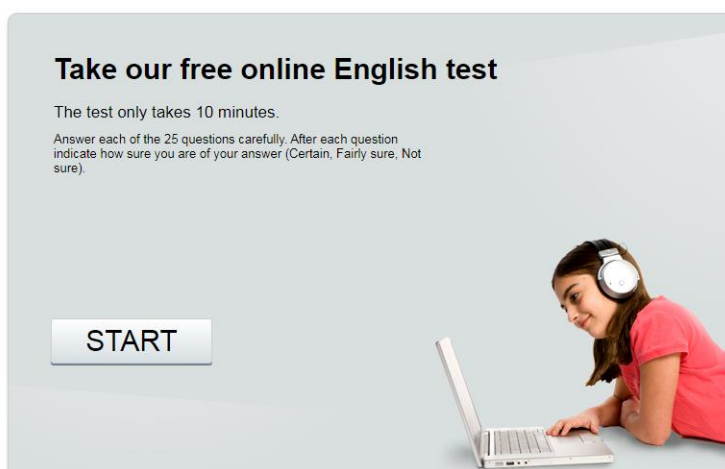 Take our free online English test
The test only takes 10 minutes.
Answer each of the 25 questions carefully. After each question
indicate how sure you are of your answer (Certain, Fairly sure, Not
sure).
START